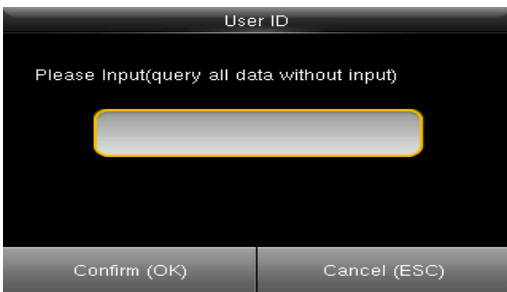 User ID
Please Input(query all data without input)
Confirm (OK)
Cancel (ESC)